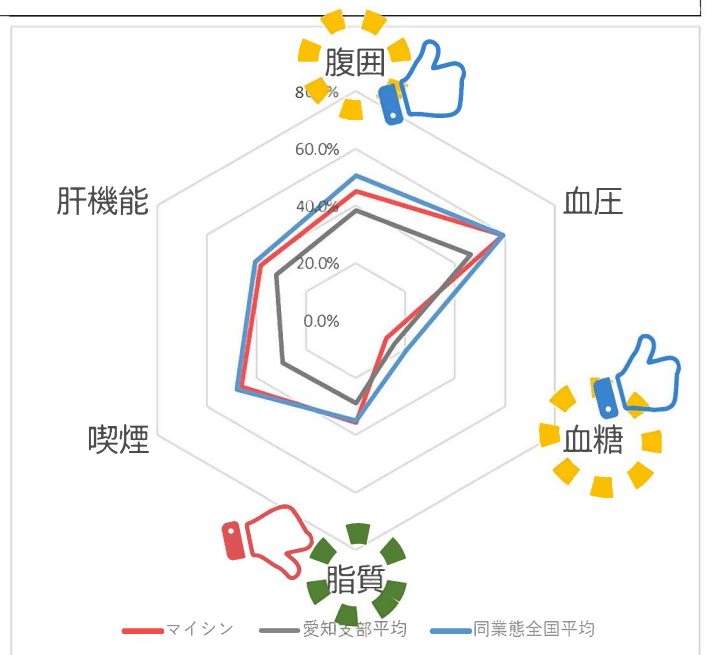 腹囲
80.0%
60.0%
肝機能
血圧
40.0%
20.0%
0.0%
喫煙
血糖
脂質
マイシン 愛知支部平均 同業態全国平均